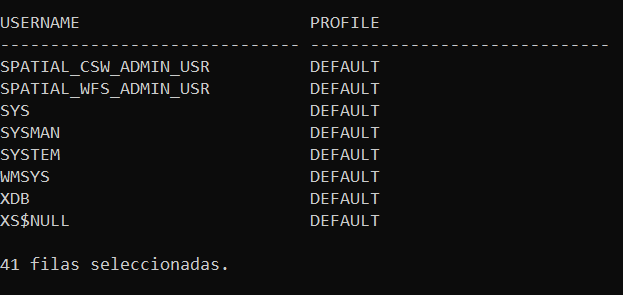 USERNAME                       PROFILE
------------------------------ ------------------------------
SPATIAL_CSW_ADMIN_USR          DEFAULT
SPATIAL_WFS_ADMIN_USR          DEFAULT
SYS                            DEFAULT
SYSMAN                         DEFAULT
SYSTEM                         DEFAULT
WMSYS                          DEFAULT
XDB                            DEFAULT
XS$NULL                        DEFAULT
41 filas seleccionadas.